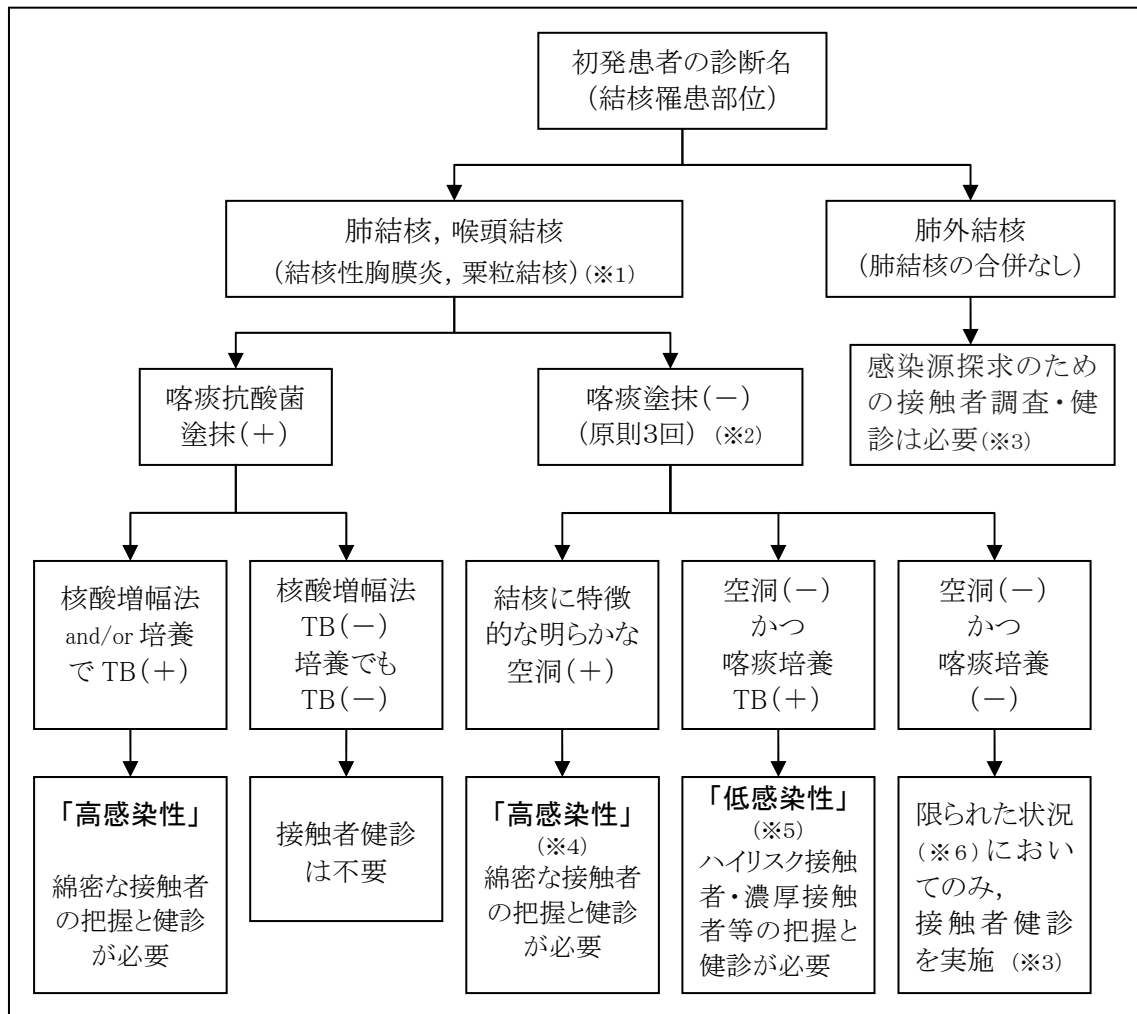 初発患者の診断名
（結核罹患部位）
肺結核，喉頭結核
（結核性胸膜炎，粟粒結核）（※1）
肺外結核
（肺結核の合併なし）
喀痰抗酸菌
塗抹（＋）
喀痰塗抹（－）
（原則3回）（※2）
感染源探求のため
の接触者調査・健
診は必要（※3）
核酸増幅法
and/or 培養
で TB（＋）
核酸増幅法
TB（－）
培養でも
TB（－）
結核に特徴
的な明らかな
空洞（＋）
空洞（－）
かつ
喀痰培養
TB（＋）
空洞（－）
かつ
喀痰培養
（－）
「高感染性」
綿密な接触者
の把握と健診
が必要
接触者健診
は不要
「高感染性」
（※4）
綿密な接触者
の把握と健診
が必要
「低感染性」
（※5）
ハイリスク接触
者・濃厚接触
者等の把握と
健診が必要
限られた状況
（※6）におい
てのみ，
接触者健診
を実施（※3）